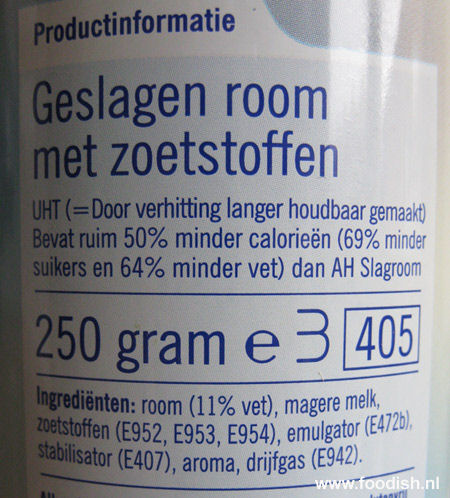 Productinformatie
Geslagen room
met zoetstoffen
UHT (=Door verhitting langer houdbaar gemaakt)
Bevat ruim 50% minder calorieën (69% minder
suikers en 64% minder vet) dan AH Slagroom
250 gram e 3 405
Ingrediënten: room (11% vet), magere melk,
zoetstoffen (E952, E953, E954), emulgator (E472b),
stabilisator (E407), aroma, drijfgas (E942).
www.foodish.nl